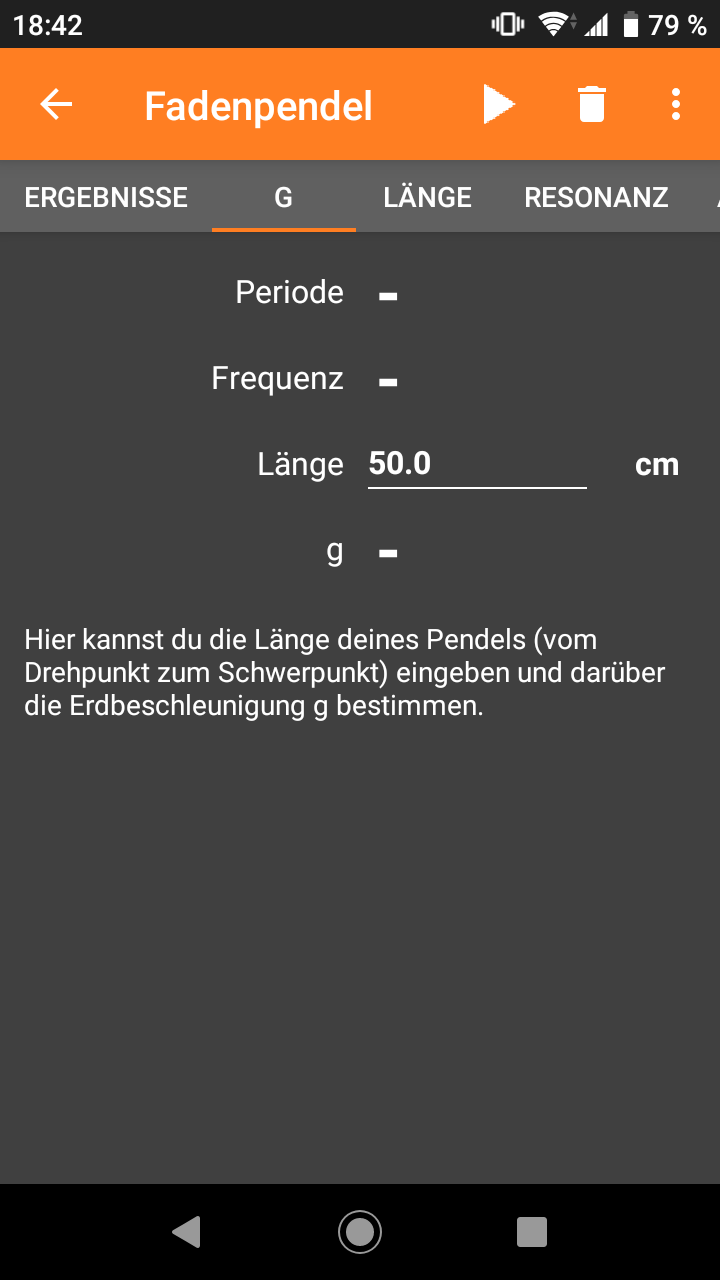 18:42 79 %
Fadenpendel
ERGEBNISSE G LÄNGE RESONANZ
Periode -
Frequenz -
Länge 50.0 cm
g -
Hier kannst du die Länge deines Pendels (vom
Drehpunkt zum Schwerpunkt) eingeben und darüber
die Erdbeschleunigung g bestimmen.